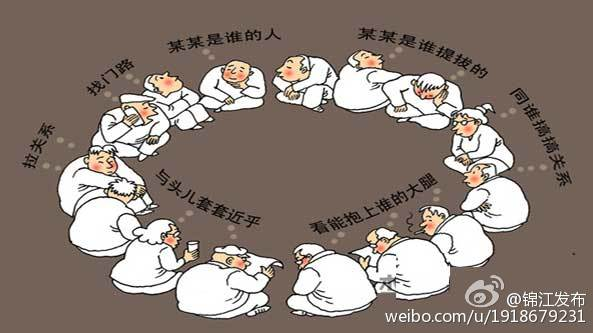 某某是谁的人
某某是谁提拔的
找门路
同谁搞搞关系
拉关系
与头儿套套近乎
看能抱上谁的大腿
@锦江发布
weibo.com/u/1918679231